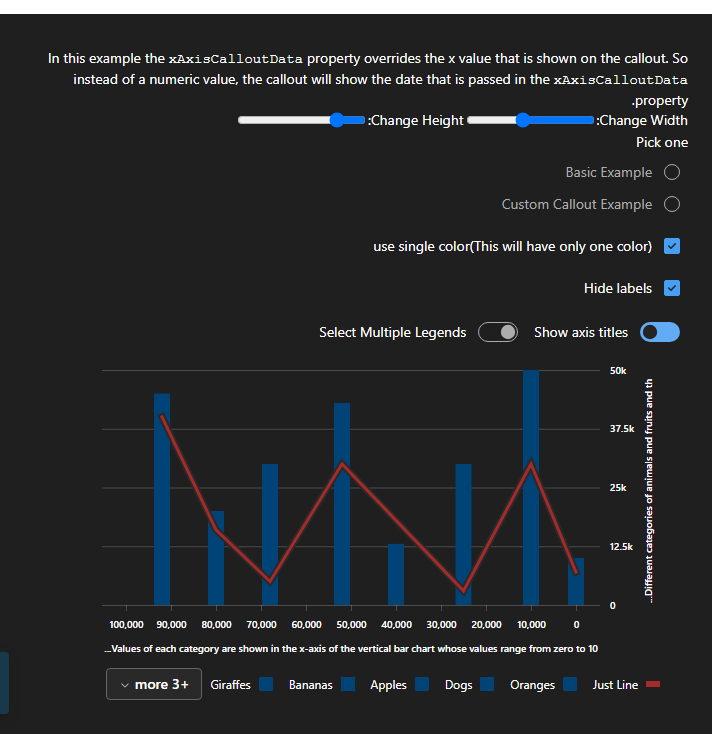 In this example the xAxisCalloutData property overrides the x value that is shown on the callout. So
instead of a numeric value, the callout will show the date that is passed in the xAxisCalloutData
.property
:Change Width
:Change Height
Pick one
Basic Example
Custom Callout Example
use single color(This will have only one color)
Hide labels
Show axis titles
Select Multiple Legends
50k
37.5k
25k
12.5k
0
...Different categories of animals and fruits and th
100,000 90,000 80,000 70,000 60,000 50,000 40,000 30,000 20,000 10,000 0
...Values of each category are shown in the x-axis of the vertical bar chart whose values range from zero to 10
Just Line
Oranges
Dogs
Apples
Bananas
Giraffes
more 3+